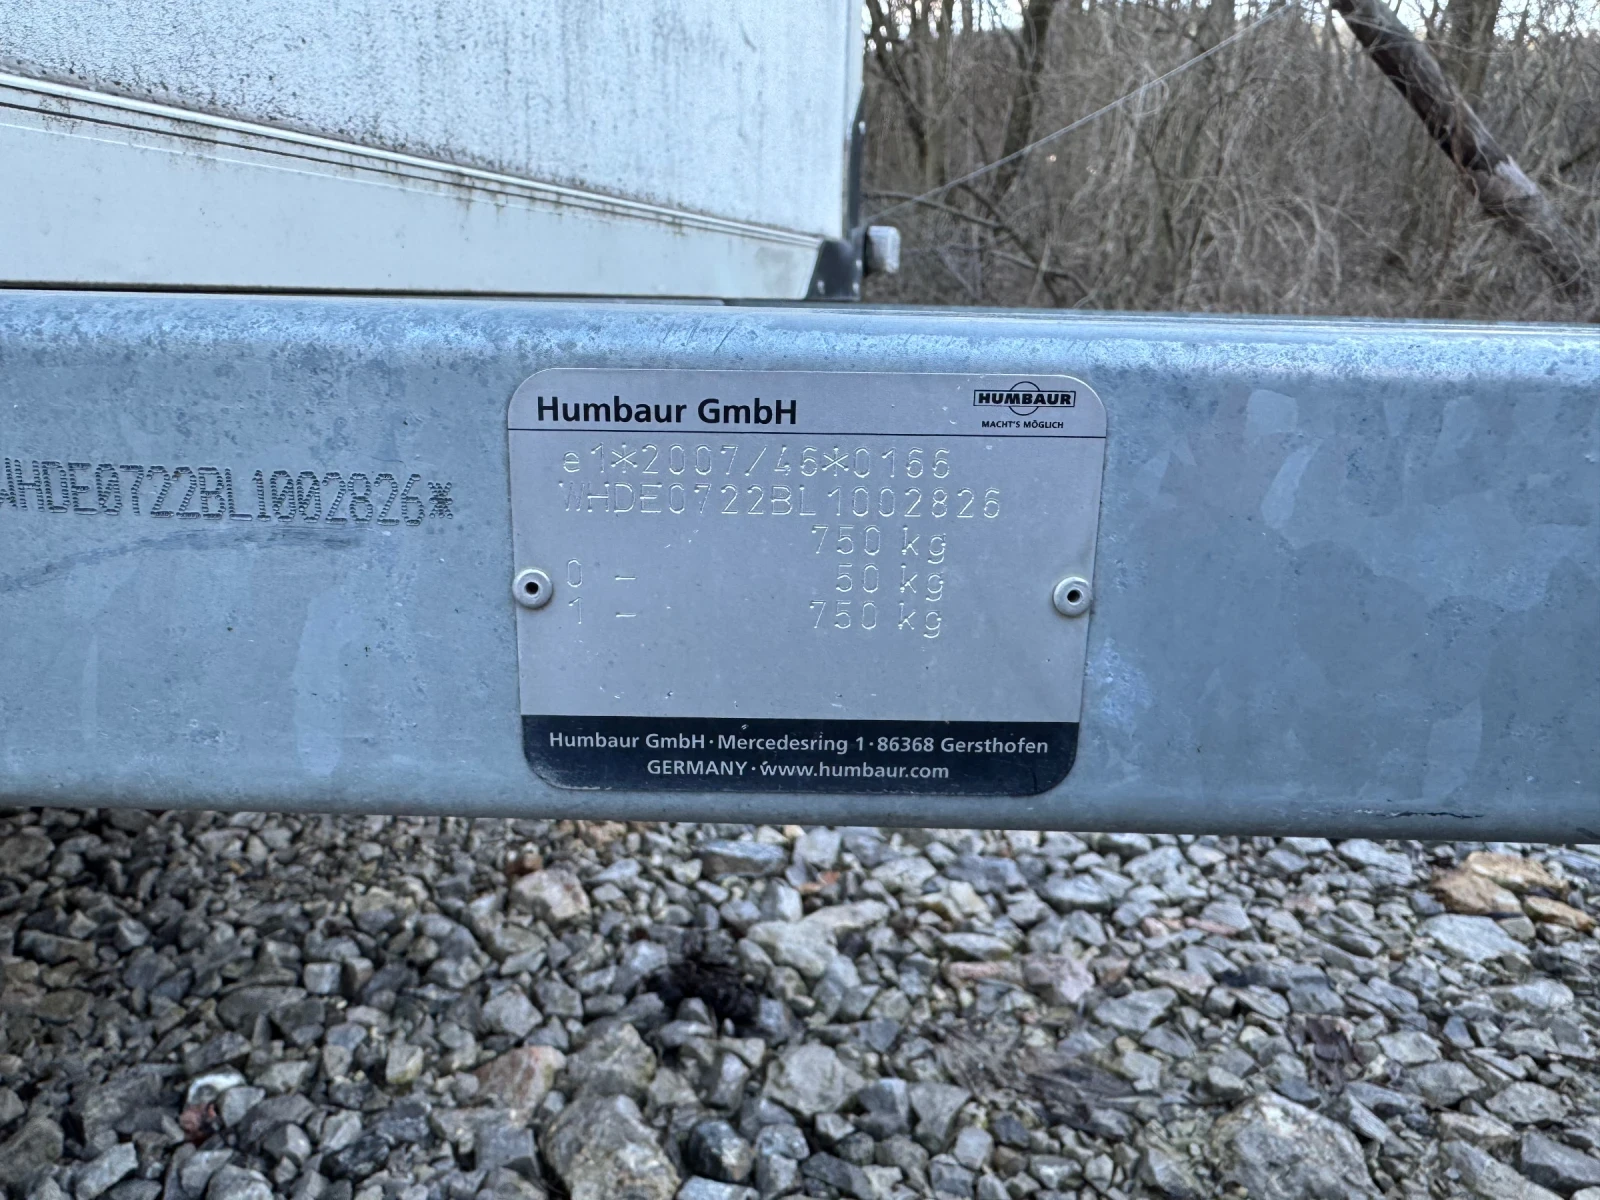 Humbaur GmbH
HUMBAUR
MACHT'S MÖGLICH
e1*2007/46*0166
WHDE0722BL1002826
750 kg
0 - 50 kg
1 - 750 kg
Humbaur GmbH · Mercedesring 1 · 86368 Gersthofen
GERMANY · www.humbaur.com
WHDE0722BL1002826*